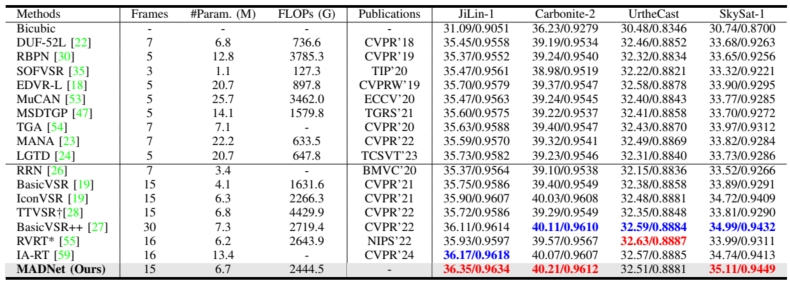 Methods Frames #Param. (M) FLOPs (G) Publications JiLin-1 Carbonite-2 UrtheCast SkySat-1
Bicubic - - - - 31.09/0.9051 36.23/0.9279 30.48/0.8346 30.74/0.8700
DUF-52L [22] 7 6.8 736.6 CVPR'18 35.45/0.9558 39.19/0.9534 32.46/0.8852 33.68/0.9263
RBPN [30] 5 12.8 3785.3 CVPR'19 35.37/0.9552 39.24/0.9540 32.32/0.8834 33.65/0.9256
SOFVSR [35] 3 1.1 127.3 TIP'20 35.47/0.9561 38.98/0.9519 32.22/0.8821 33.32/0.9221
EDVR-L [18] 5 20.7 897.8 CVPRW'19 35.70/0.9579 39.37/0.9547 32.58/0.8878 33.90/0.9295
MuCAN [53] 5 25.7 3462.0 ECCV'20 35.47/0.9563 39.24/0.9545 32.40/0.8843 33.77/0.9285
MSDTGP [47] 5 14.1 1579.8 TGRS'21 35.60/0.9575 39.22/0.9537 32.41/0.8858 33.70/0.9272
TGA [54] 7 7.1 - CVPR'20 35.63/0.9588 39.40/0.9547 32.43/0.8870 33.97/0.9312
MANA [23] 7 22.2 633.5 CVPR'22 35.59/0.9570 39.32/0.9541 32.49/0.8869 33.82/0.9284
LGTD [24] 5 20.7 647.8 TCSVT'23 35.73/0.9582 39.23/0.9546 32.31/0.8840 33.73/0.9286
RRN [26] 7 3.4 - BMVC'20 35.37/0.9564 39.10/0.9538 32.15/0.8836 33.52/0.9266
BasicVSR [19] 15 4.1 1631.6 CVPR'21 35.75/0.9586 39.40/0.9549 32.38/0.8858 33.89/0.9291
IconVSR [19] 15 6.3 2266.3 CVPR'21 35.90/0.9607 40.03/0.9608 32.48/0.8881 34.72/0.9409
TTVSR†[28] 15 6.8 4429.9 CVPR'22 35.72/0.9586 39.29/0.9549 32.35/0.8848 33.81/0.9290
BasicVSR++ [27] 30 7.3 2719.4 CVPR'22 36.11/0.9614 40.11/0.9610 32.59/0.8884 34.99/0.9432
RVRT* [55] 16 6.2 2643.9 NIPS'22 35.93/0.9597 39.57/0.9567 32.63/0.8887 33.99/0.9311
IA-RT [59] 16 13.4 - CVPR'24 36.17/0.9618 40.07/0.9607 32.57/0.8885 34.74/0.9413
MADNet (Ours) 15 6.7 2444.5 - 36.35/0.9634 40.21/0.9612 32.51/0.8881 35.11/0.9449